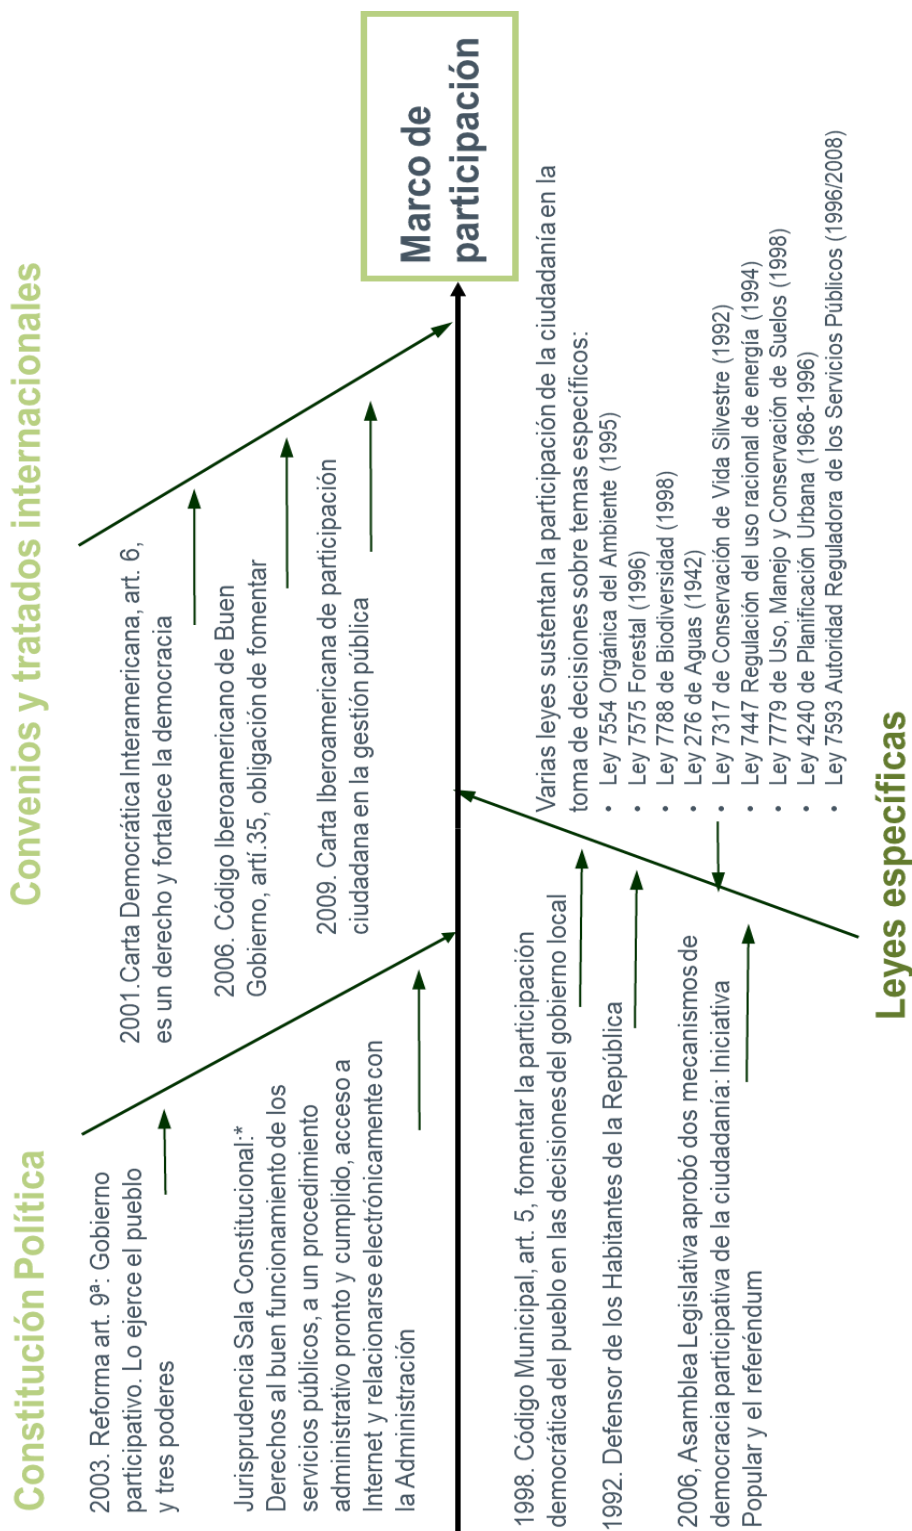 Constitución Política
2003. Reforma art. 9ª: Gobierno
participativo. Lo ejerce el pueblo
y tres poderes
Jurisprudencia Sala Constitucional:*
Derechos al buen funcionamiento de los
servicios públicos, a un procedimiento
administrativo pronto y cumplido, acceso a
Internet y relacionarse electrónicamente con
la Administración
Convenios y tratados internacionales
2001.Carta Democrática Interamericana, art. 6,
es un derecho y fortalece la democracia
2006. Código Iberoamericano de Buen
Gobierno, artí.35, obligación de fomentar
2009. Carta Iberoamericana de participación
ciudadana en la gestión pública
Marco de
participación
1998. Código Municipal, art. 5, fomentar la participación
democrática del pueblo en las decisiones del gobierno local
1992. Defensor de los Habitantes de la República
2006, Asamblea Legislativa aprobó dos mecanismos de
democracia participativa de la ciudadanía: Iniciativa
Popular y el referéndum
Varias leyes sustentan la participación de la ciudadanía en la
toma de decisiones sobre temas específicos:
• Ley 7554 Orgánica del Ambiente (1995)
• Ley 7575 Forestal (1996)
• Ley 7788 de Biodiversidad (1998)
• Ley 276 de Aguas (1942)
• Ley 7317 de Conservación de Vida Silvestre (1992)
• Ley 7447 Regulación del uso racional de energía (1994)
• Ley 7779 de Uso, Manejo y Conservación de Suelos (1998)
• Ley 4240 de Planificación Urbana (1968-1996)
• Ley 7593 Autoridad Reguladora de los Servicios Públicos (1996/2008)
Leyes específicas